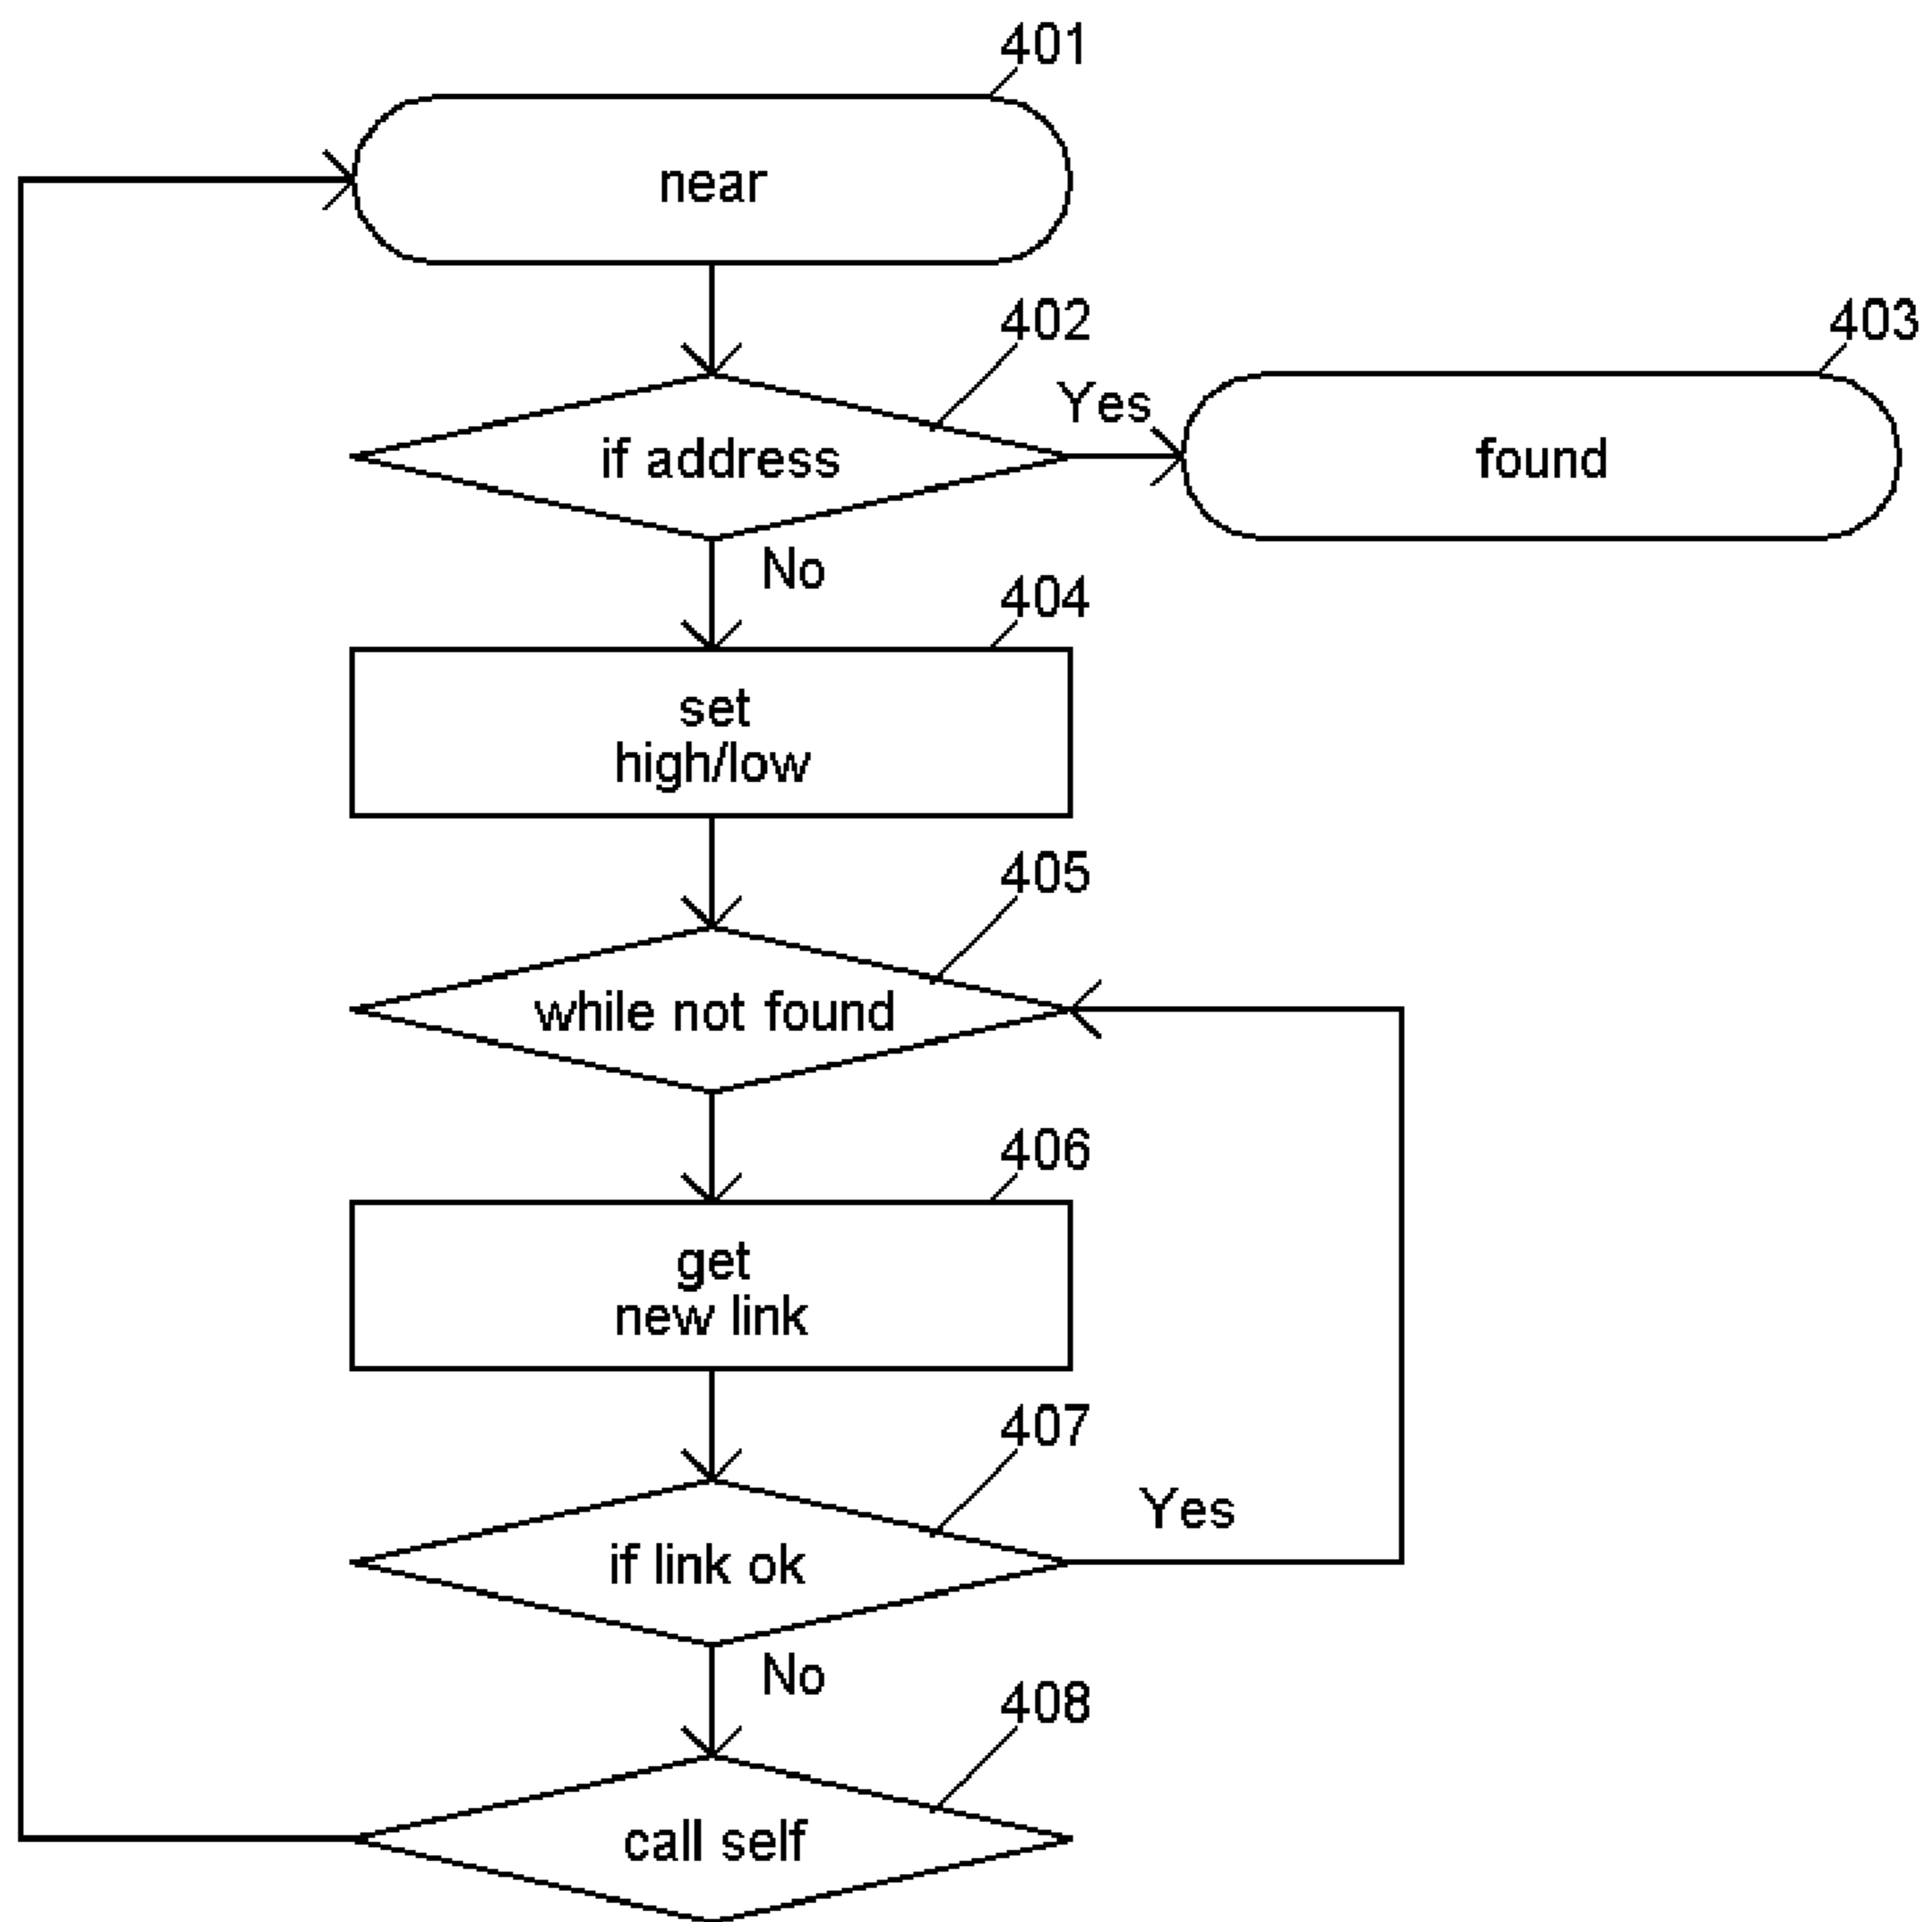 401
near
402
403
Yes
if address
found
No
404
set
high/low
405
while not found
406
get
new link
407
Yes
if link ok
No
408
call self